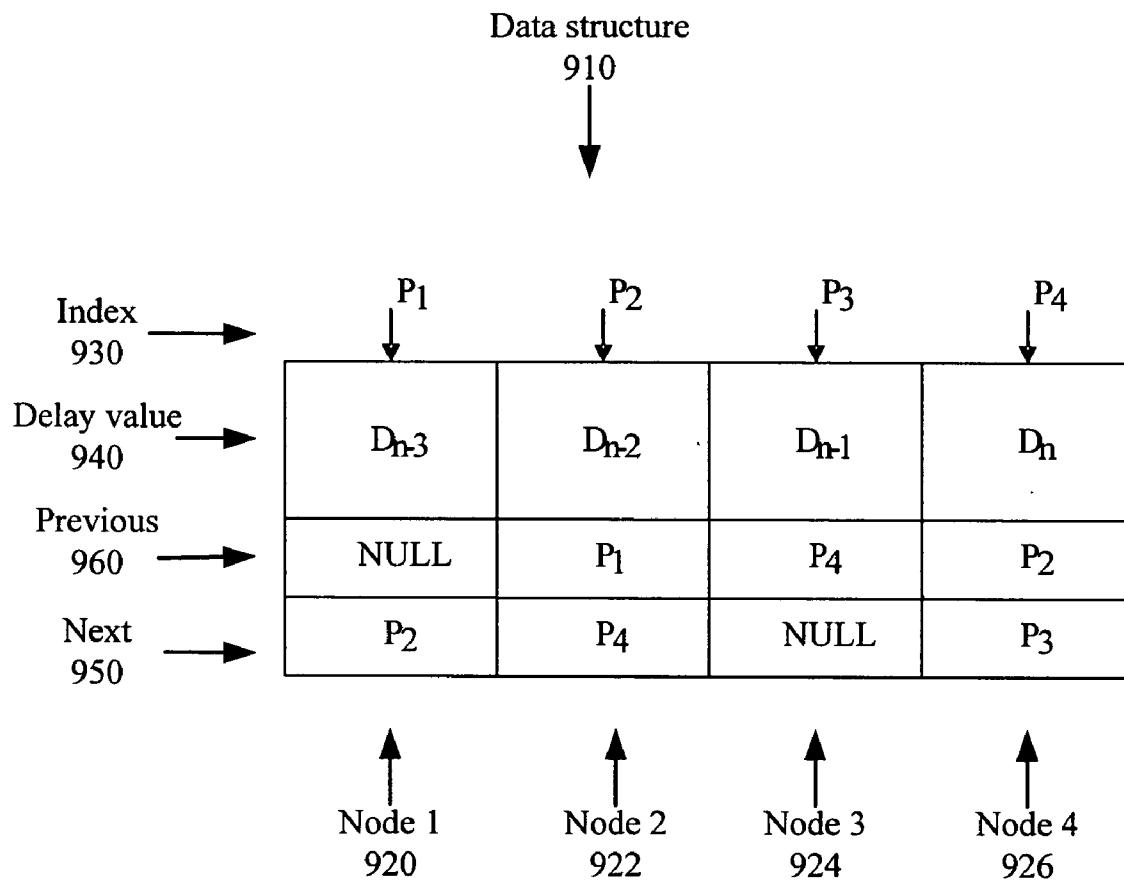 Data structure
910
P1 P2 P3 P4
Index
930
Delay value
940
Dn-3 Dn-2 Dn-1 Dn
Previous
960
NULL P1 P4 P2
Next
950
P2 P4 NULL P3
Node 1 Node 2 Node 3 Node 4
920 922 924 926